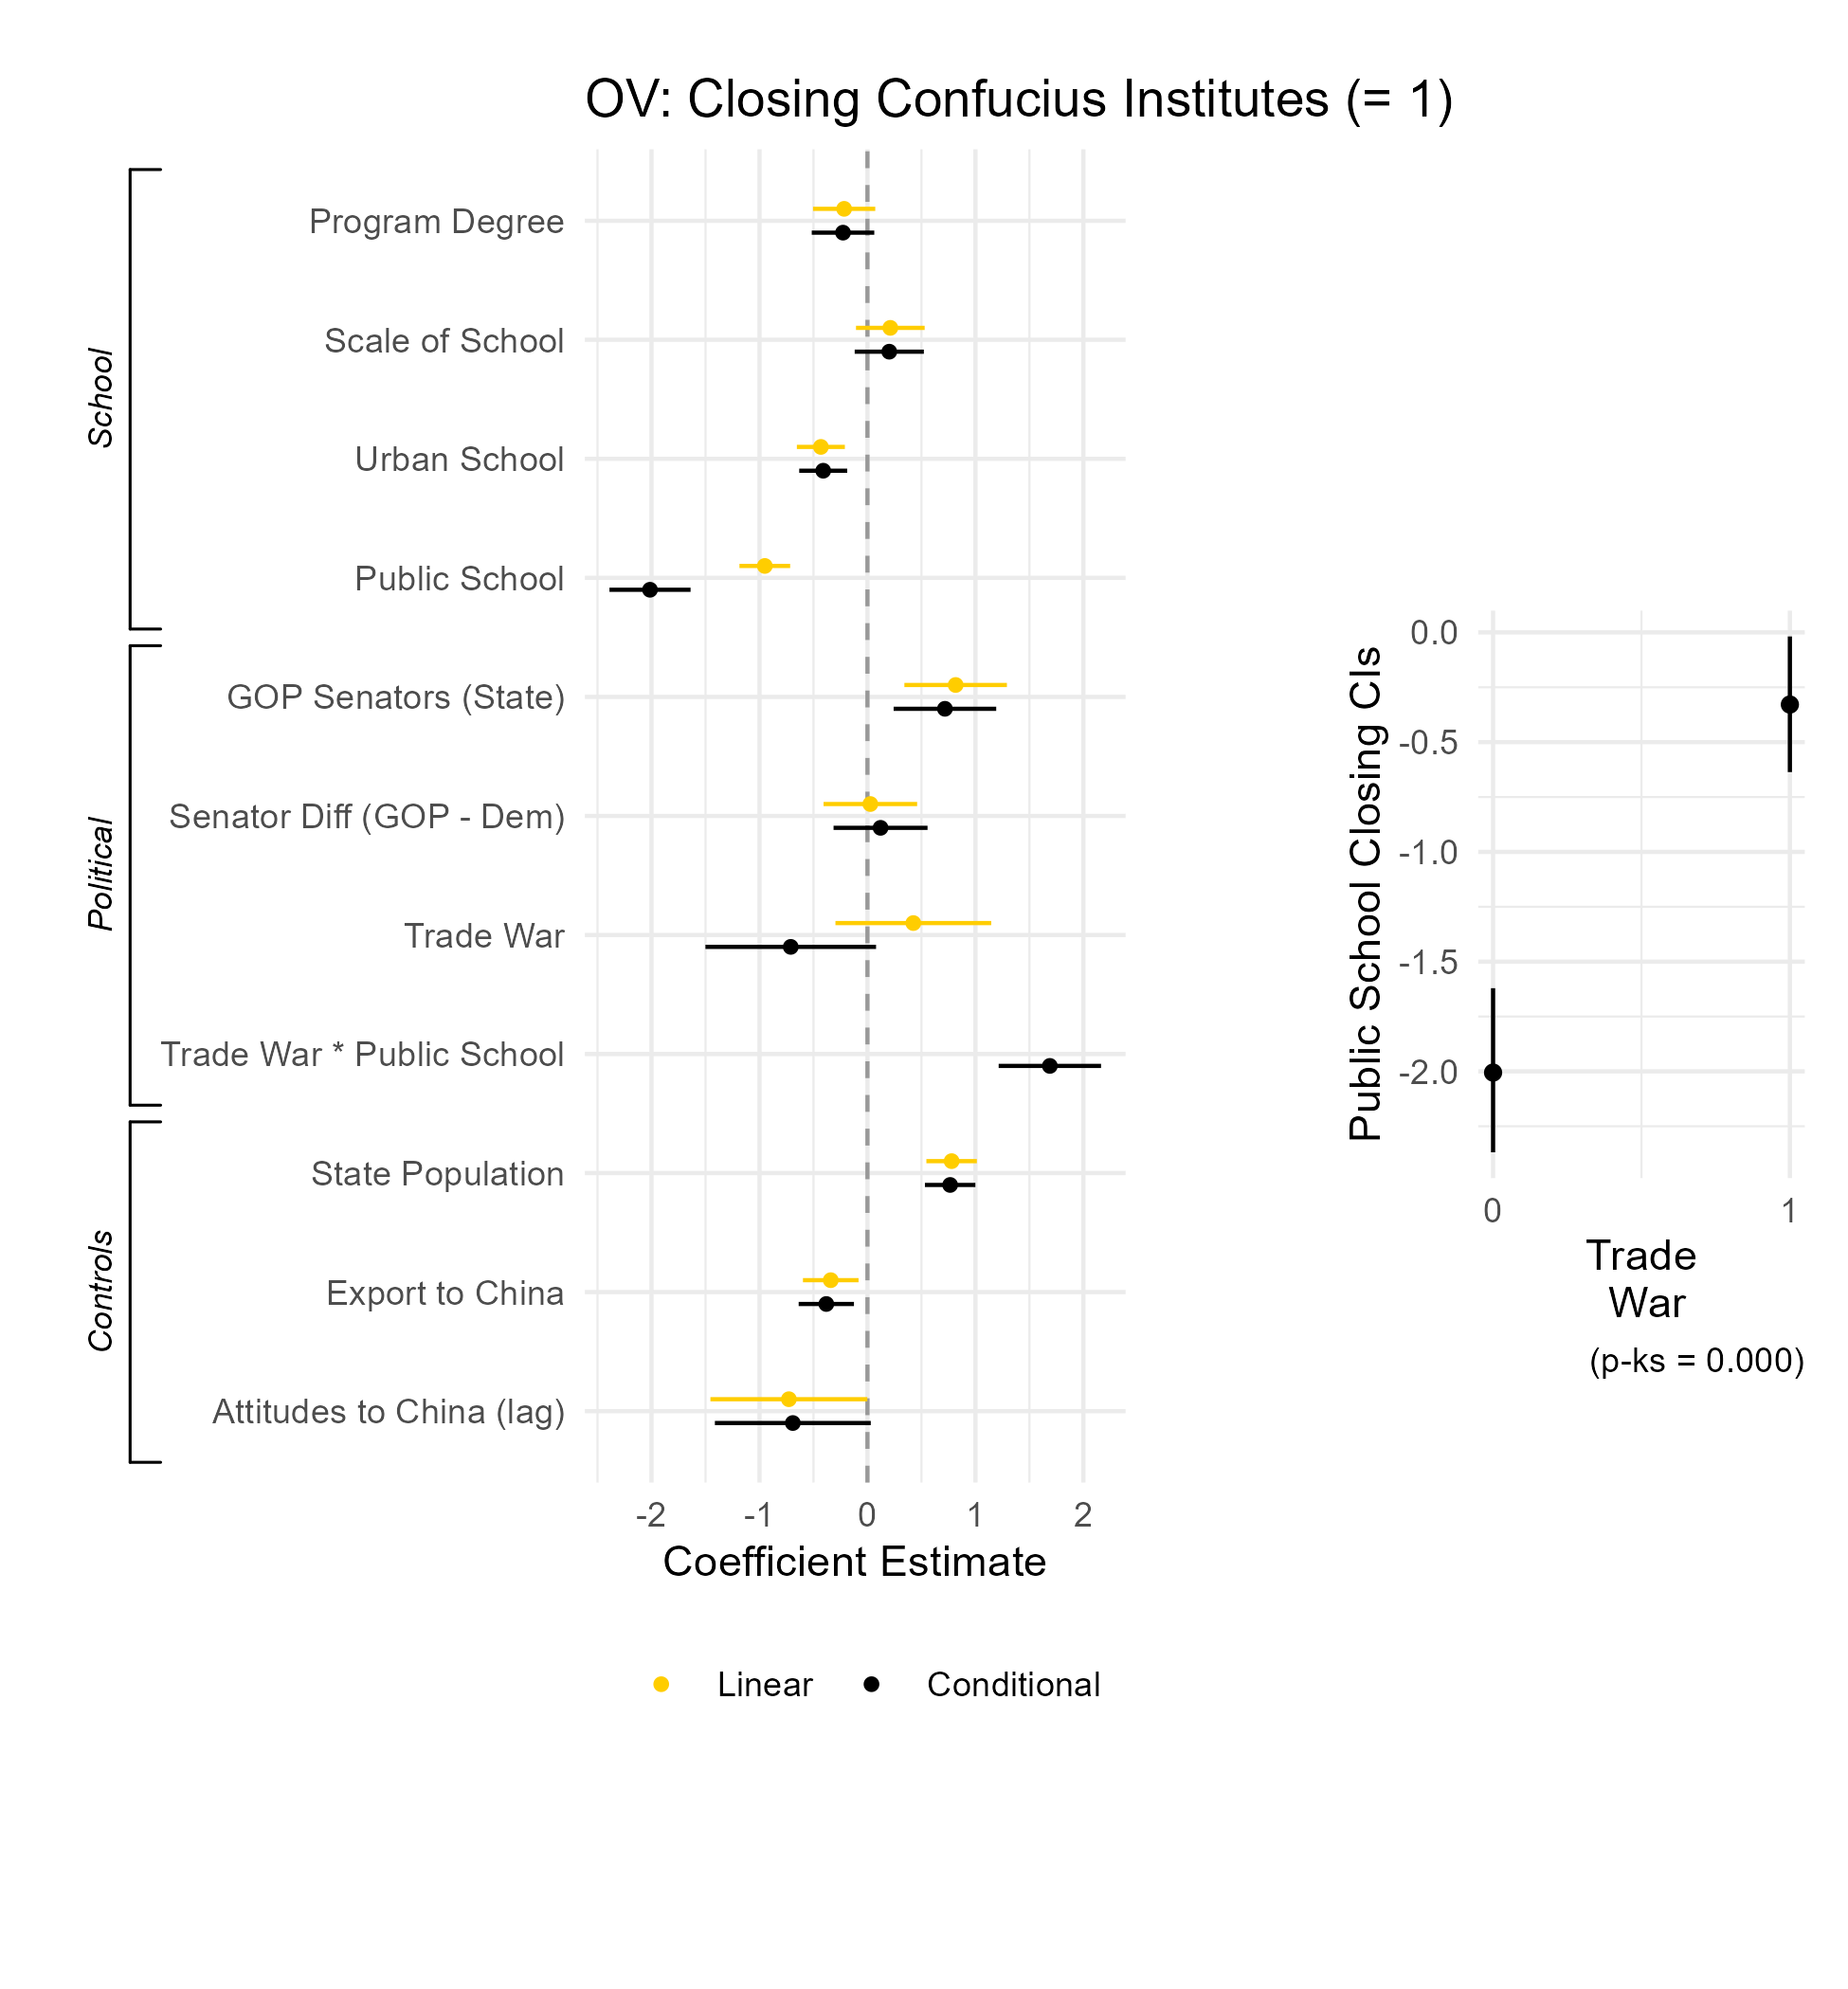 OV: Closing Confucius Institutes (= 1)
School
Program Degree
Scale of School
Urban School
Public School
Political
GOP Senators (State)
Senator Diff (GOP - Dem)
Trade War
Trade War * Public School
Controls
State Population
Export to China
Attitudes to China (lag)
-2 -1 0 1 2
Coefficient Estimate
Linear Conditional
Public School Closing CIs
0.0
-0.5
-1.0
-1.5
-2.0
0 1
Trade
War
(p-ks = 0.000)